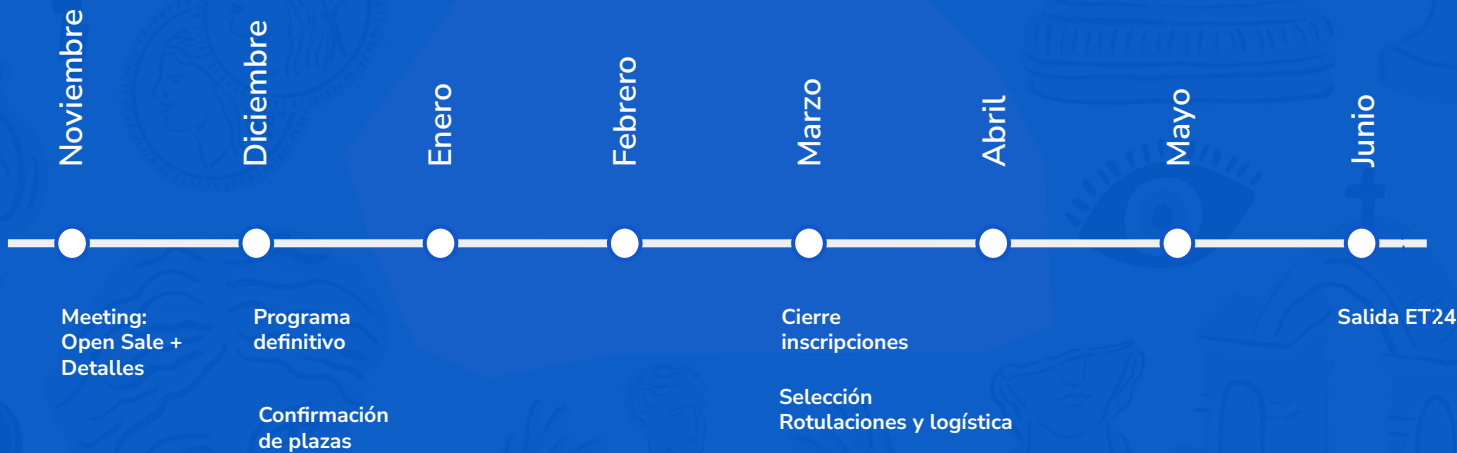 Noviembre
Diciembre
Enero
Febrero
Marzo
Abril
Mayo
Junio
Meeting:
Open Sale +
Detalles
Programa
definitivo
Confirmación
de plazas
Cierre
inscripciones
Selección
Rotulaciones y logística
Salida ET24